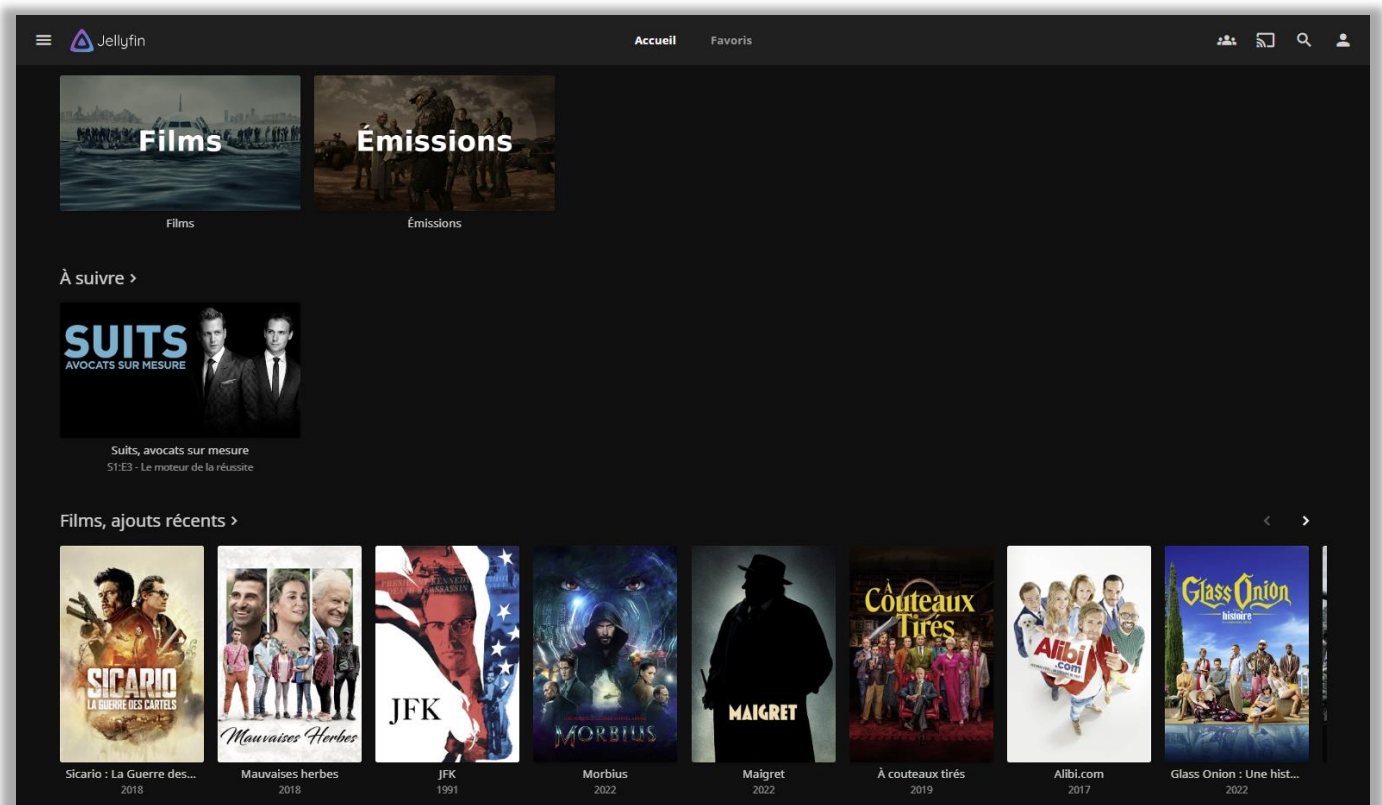 Jellyfin
Accueil
Favoris
Films
Émissions
Films
Émissions
À suivre >
SUITS
AVOCATS SUR MESURE
Suits, avocats sur mesure
S1:E3 - Le moteur de la réussite
Films, ajouts récents >
SICARIO
LA GUERRE DES CARTELS
Mauvaises Herbes
JFK
MORBIUS
MAIGRET
À Couteaux
Tirés
Alibi
.com
Glass Onion
histoire
Sicario : La Guerre des...
2018
Mauvaises herbes
2018
JFK
1991
Morbius
2022
Maigret
2022
À couteaux tirés
2019
Alibi.com
2017
Glass Onion : Une hist...
2022